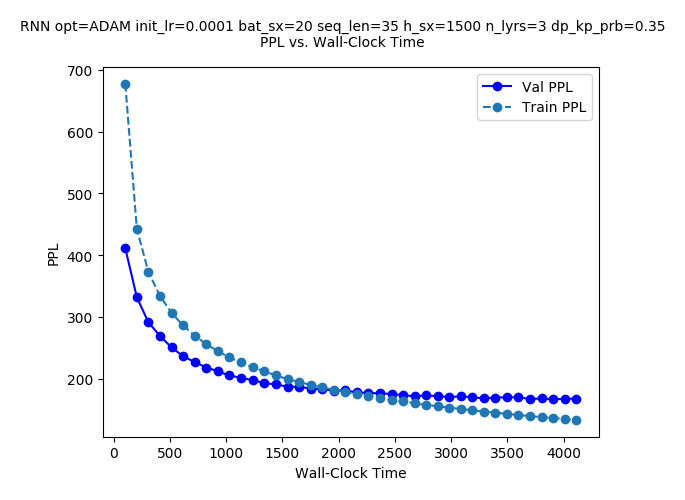 RNN opt=ADAM init_lr=0.0001 bat_sx=20 seq_len=35 h_sx=1500 n_lyrs=3 dp_kp_prb=0.35
PPL vs. Wall-Clock Time
Val PPL
Train PPL
PPL
700
600
500
400
300
200
0 500 1000 1500 2000 2500 3000 3500 4000
Wall-Clock Time